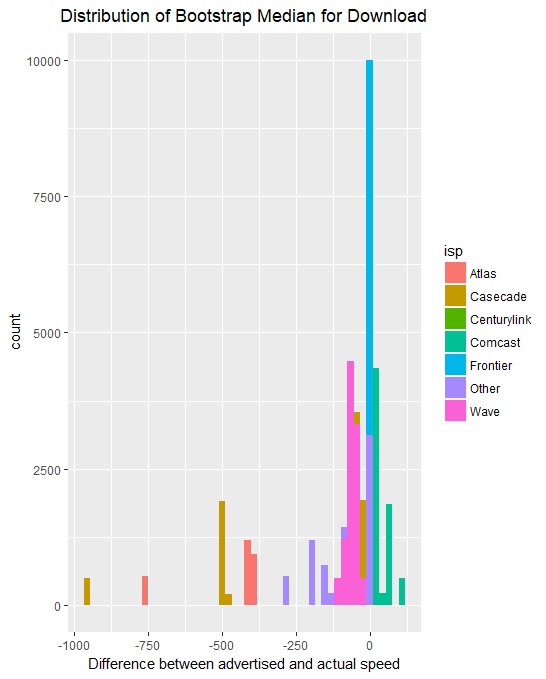 Distribution of Bootstrap Median for Download
10000
7500
5000
2500
0
count
-1000 -750 -500 -250 0
Difference between advertised and actual speed
isp
Atlas
Casecade
Centurylink
Comcast
Frontier
Other
Wave